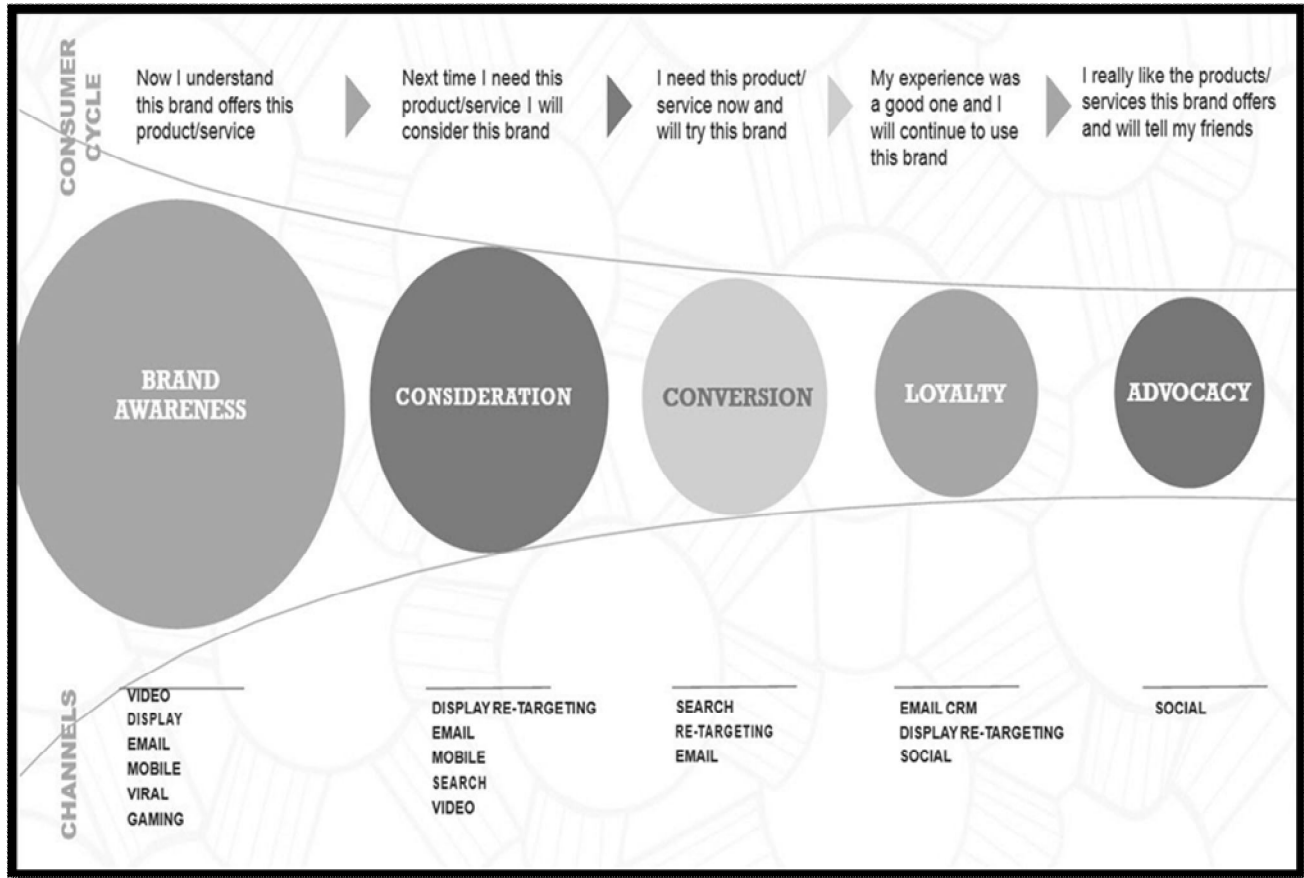 CONSUMER
CYCLE
Now I understand
this brand offers this
product/service
Next time I need this
product/service I will
consider this brand
I need this product/
service now and
will try this brand
My experience was
a good one and I
will continue to use
this brand
I really like the products/
services this brand offers
and will tell my friends
BRAND
AWARENESS
CONSIDERATION
CONVERSION
LOYALTY
ADVOCACY
CHANNELS
VIDEO
DISPLAY
EMAIL
MOBILE
VIRAL
GAMING
DISPLAY RE-TARGETING
EMAIL
MOBILE
SEARCH
VIDEO
SEARCH
RE-TARGETING
EMAIL
EMAIL CRM
DISPLAY RE-TARGETING
SOCIAL
SOCIAL